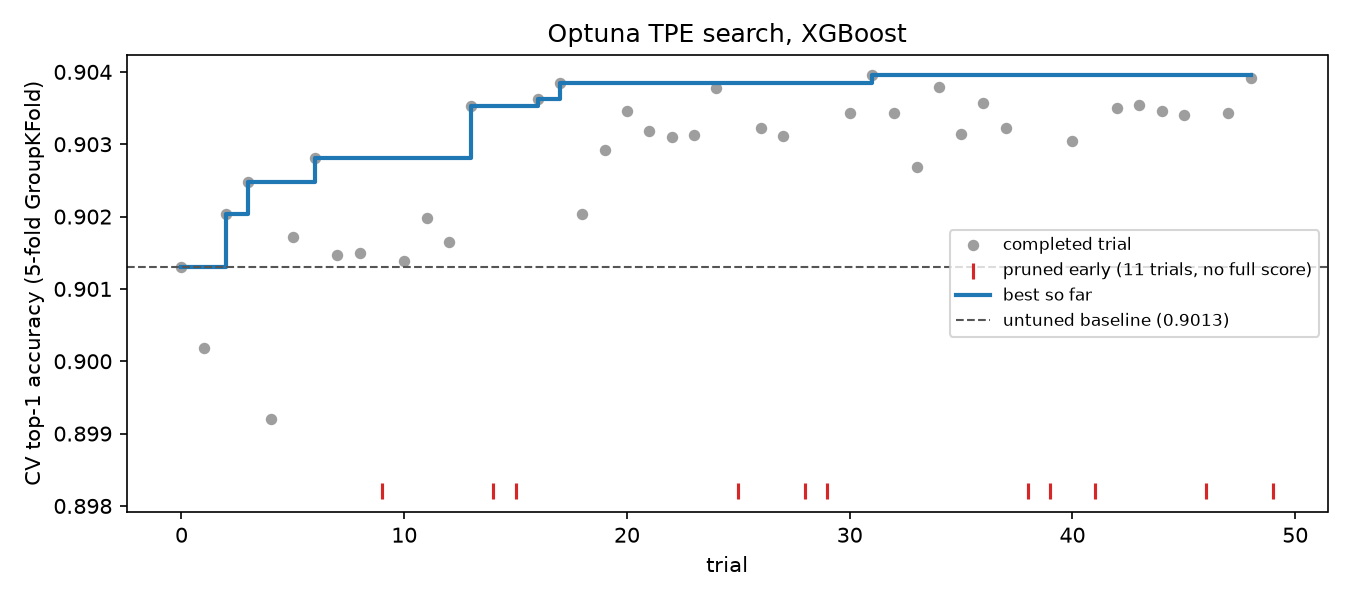 Optuna TPE search, XGBoost
CV top-1 accuracy (5-fold GroupKFold)
0.904
0.903
0.902
0.901
0.900
0.899
0.898
completed trial
pruned early (11 trials, no full score)
best so far
untuned baseline (0.9013)
0 10 20 30 40 50
trial